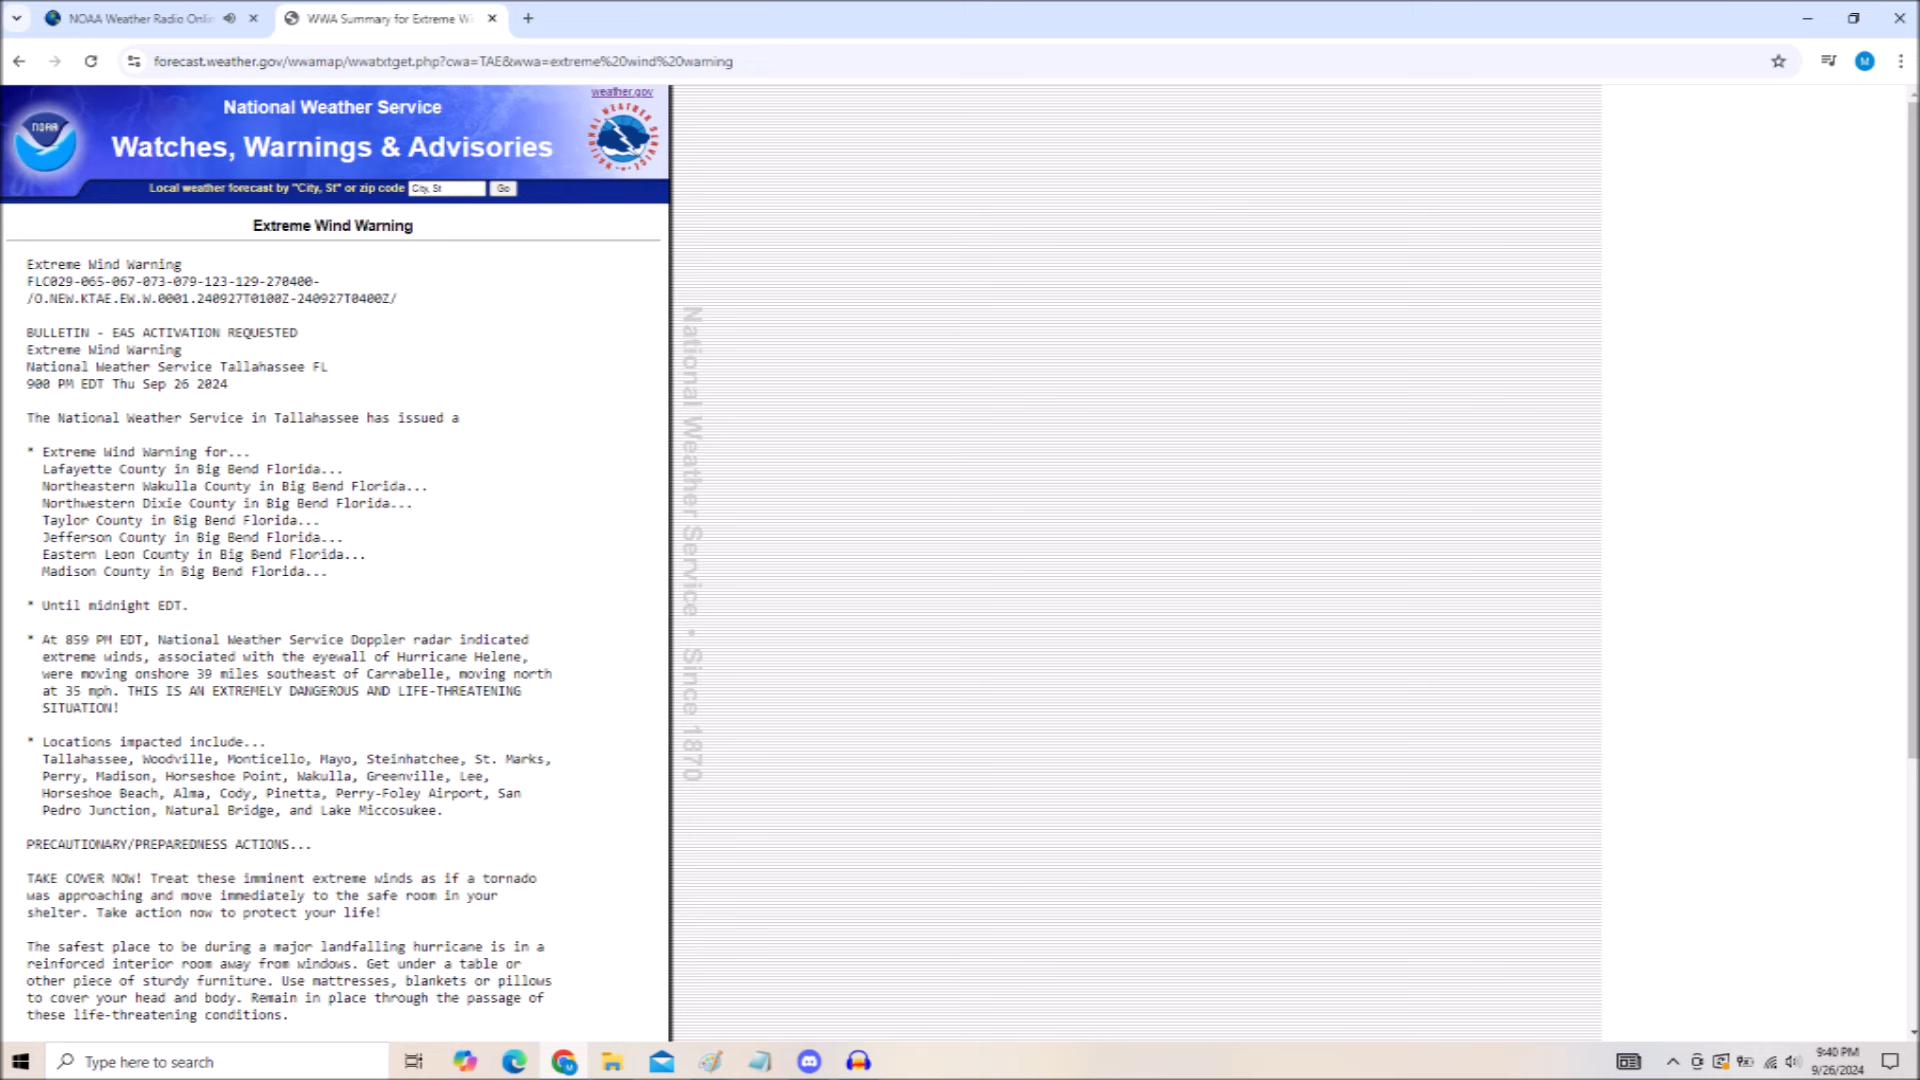 NOAA Weather Radio Onlin
WWA Summary for Extreme Wi
forecast.weather.gov/wwamap/wwatxtget.php?cwa=TAE&wwa=extreme%20wind%20warning
M
weather.gov
National Weather Service
NOAA
Watches, Warnings & Advisories
Local weather forecast by "City, St" or zip code City, St Go
Extreme Wind Warning
Extreme Wind Warning
FLC029-065-067-073-079-123-129-270400-
/O.NEW.KTAE.EW.W.0001.240927T0100Z-240927T0400Z/
BULLETIN - EAS ACTIVATION REQUESTED
Extreme Wind Warning
National Weather Service Tallahassee FL
900 PM EDT Thu Sep 26 2024
The National Weather Service in Tallahassee has issued a
* Extreme Wind Warning for...
Lafayette County in Big Bend Florida...
Northeastern Wakulla County in Big Bend Florida...
Northwestern Dixie County in Big Bend Florida...
Taylor County in Big Bend Florida...
Jefferson County in Big Bend Florida...
Eastern Leon County in Big Bend Florida...
Madison County in Big Bend Florida...
* Until midnight EDT.
* At 859 PM EDT, National Weather Service Doppler radar indicated
extreme winds, associated with the eyewall of Hurricane Helene,
were moving onshore 39 miles southeast of Carrabelle, moving north
at 35 mph. THIS IS AN EXTREMELY DANGEROUS AND LIFE-THREATENING
SITUATION!
* Locations impacted include...
Tallahassee, Woodville, Monticello, Mayo, Steinhatchee, St. Marks,
Perry, Madison, Horseshoe Point, Wakulla, Greenville, Lee,
Horseshoe Beach, Alma, Cody, Pinetta, Perry-Foley Airport, San
Pedro Junction, Natural Bridge, and Lake Miccosukee.
PRECAUTIONARY/PREPAREDNESS ACTIONS...
TAKE COVER NOW! Treat these imminent extreme winds as if a tornado
was approaching and move immediately to the safe room in your
shelter. Take action now to protect your life!
The safest place to be during a major landfalling hurricane is in a
reinforced interior room away from windows. Get under a table or
other piece of sturdy furniture. Use mattresses, blankets or pillows
to cover your head and body. Remain in place through the passage of
these life-threatening conditions.
National Weather Service • Since 1870
Type here to search
9:40 PM
9/26/2024